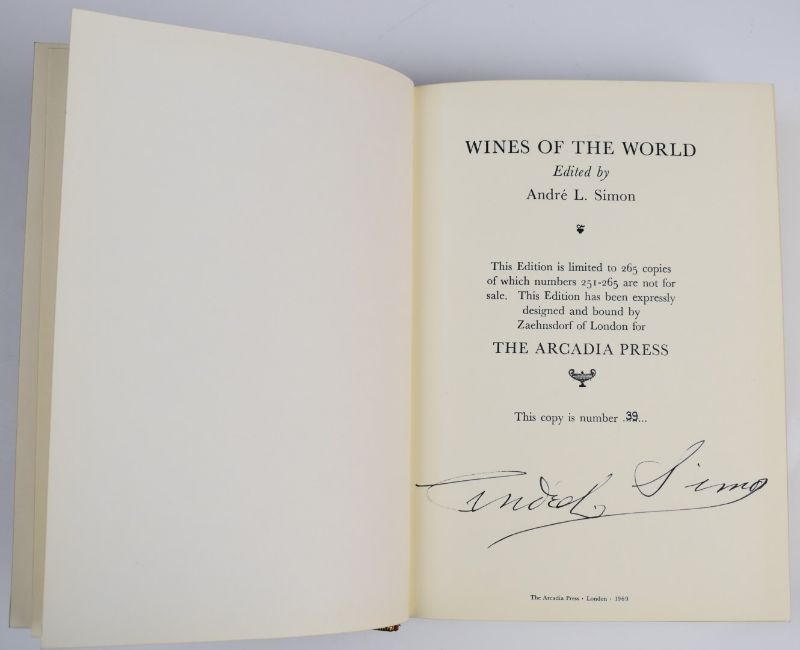 WINES OF THE WORLD
Edited by
André L. Simon
This Edition is limited to 265 copies
of which numbers 251-265 are not for
sale. This Edition has been expressly
designed and bound by
Zaehnsdorf of London for
THE ARCADIA PRESS
This copy is number .39...
André L. Simon
The Arcadia Press · London · 1969